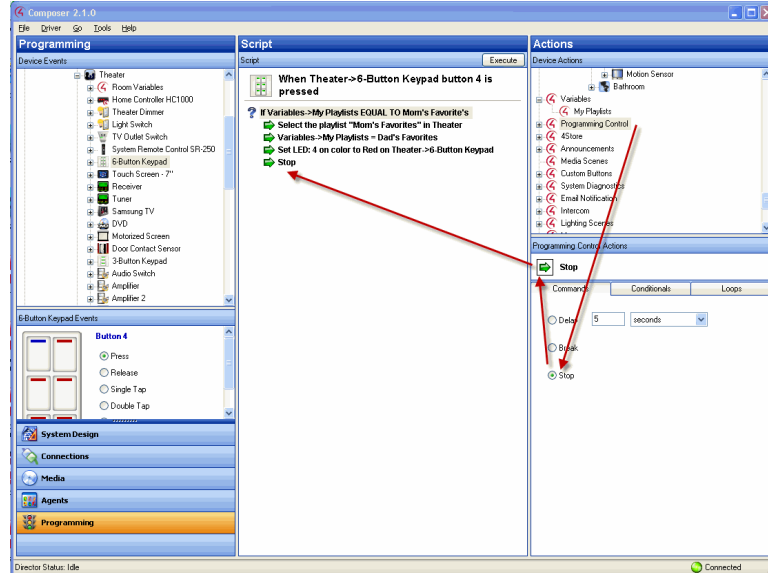 Composer 2.1.0
File Driver Go Tools Help
Programming
Device Events
Theater
Room Variables
Home Controller HC1000
Theater Dimmer
Light Switch
TV Outlet Switch
System Remote Control SR-250
6-Button Keypad
Touch Screen - 7"
Receiver
Tuner
Samsung TV
DVD
Motorized Screen
Door Contact Sensor
3-Button Keypad
Audio Switch
Amplifier
Amplifier 2
6-Button Keypad Events
Button 4
Press
Release
Single Tap
Double Tap
System Design
Connections
Media
Agents
Programming
Script
Script Execute
When Theater->6-Button Keypad button 4 is
pressed
If Variables->My Playlists EQUAL TO Mom's Favorite's
Select the playlist "Mom's Favorites" in Theater
Variables->My Playlists = Dad's Favorites
Set LED: 4 on color to Red on Theater->6-Button Keypad
Stop
Actions
Device Actions
Motion Sensor
Bathroom
Variables
My Playlists
Programming Control
4Store
Announcements
Media Scenes
Custom Buttons
System Diagnostics
Email Notification
Intercom
Lighting Scenes
Programming Control Actions
Stop
Commands Conditionals Loops
Delay 5 seconds
Break
Stop
Director Status: Idle
Connected